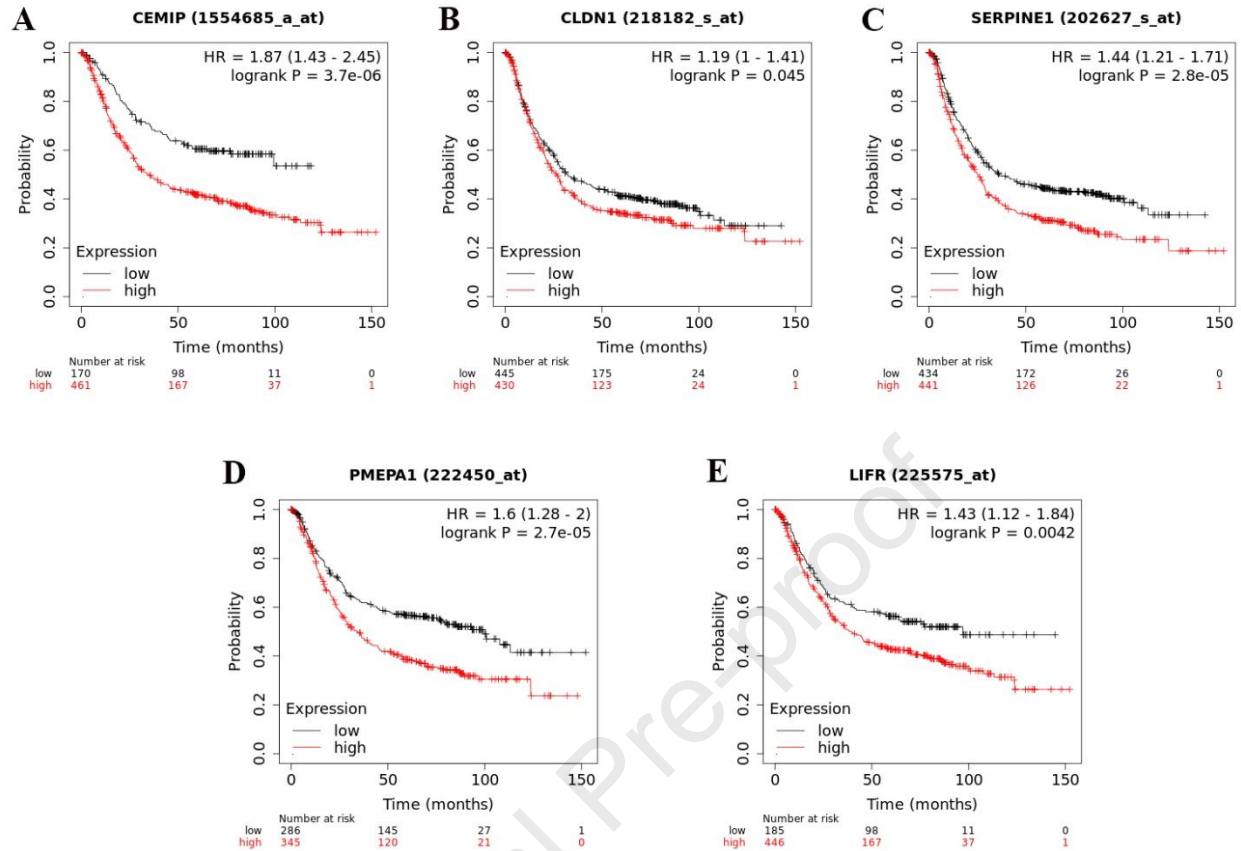 A
CEMIP (1554685_a_at)
HR = 1.87 (1.43 - 2.45)
logrank P = 3.7e-06
Probability
0.0 0.2 0.4 0.6 0.8 1.0
Expression
low
high
0 50 100 150
Time (months)
Number at risk
low 170 98 11 0
high 461 167 37 1
B
CLDN1 (218182_s_at)
HR = 1.19 (1 - 1.41)
logrank P = 0.045
Probability
0.0 0.2 0.4 0.6 0.8 1.0
Expression
low
high
0 50 100 150
Time (months)
Number at risk
low 445 175 24 0
high 430 123 24 1
C
SERPINE1 (202627_s_at)
HR = 1.44 (1.21 - 1.71)
logrank P = 2.8e-05
Probability
0.0 0.2 0.4 0.6 0.8 1.0
Expression
low
high
0 50 100 150
Time (months)
Number at risk
low 434 172 26 0
high 441 126 22 1
D
PMEPA1 (222450_at)
HR = 1.6 (1.28 - 2)
logrank P = 2.7e-05
Probability
0.0 0.2 0.4 0.6 0.8 1.0
Expression
low
high
0 50 100 150
Time (months)
Number at risk
low 286 145 27 1
high 345 120 21 0
E
LIFR (225575_at)
HR = 1.43 (1.12 - 1.84)
logrank P = 0.0042
Probability
0.0 0.2 0.4 0.6 0.8 1.0
Expression
low
high
0 50 100 150
Time (months)
Number at risk
low 185 98 11 0
high 446 167 37 1
Pre-proof